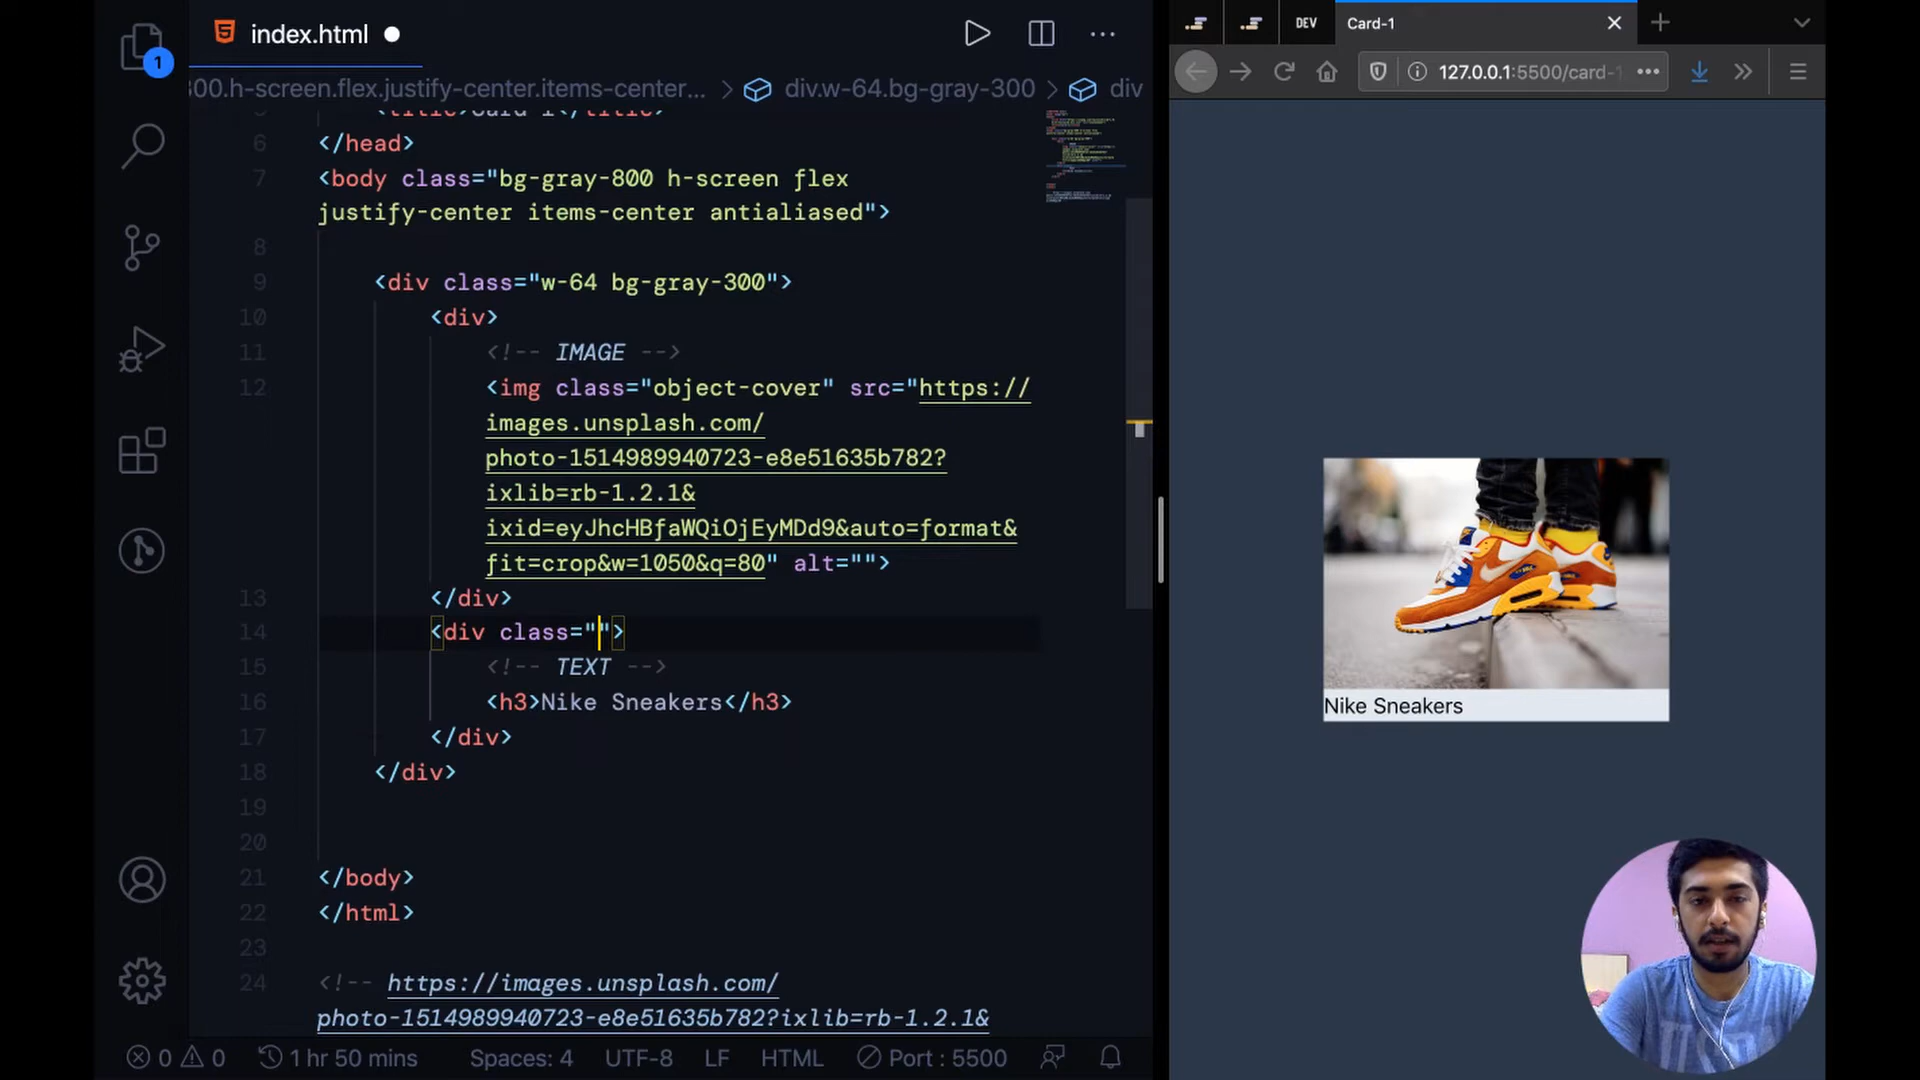 index.html
DEV
Card-1
127.0.0.1:5500/card-1
1
300.h-screen.flex.justify-center.items-center... > div.w-64.bg-gray-300 > div
6 </head>
7 <body class="bg-gray-800 h-screen flex
justify-center items-center antialiased">
8
9 <div class="w-64 bg-gray-300">
10 <div>
11 <!-- IMAGE -->
12 <img class="object-cover" src="https://
images.unsplash.com/
photo-1514989940723-e8e51635b782?
ixlib=rb-1.2.1&
ixid=eyJhcHBfaWQiOjEyMDd9&auto=format&
fit=crop&w=1050&q=80" alt="">
13 </div>
14 <div class="">
15 <!-- TEXT -->
16 <h3>Nike Sneakers</h3>
17 </div>
18 </div>
19
20
21 </body>
22 </html>
23
24 <!-- https://images.unsplash.com/
photo-1514989940723-e8e51635b782?ixlib=rb-1.2.1&
Nike Sneakers
0 0 1 hr 50 mins Spaces: 4 UTF-8 LF HTML Port : 5500